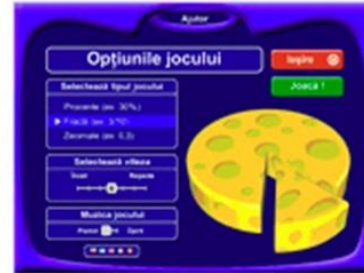 Ajutor
Opțiunile jocului
Ieșire
Joacă !
Selectează tipul jocului
Procente (ex: 30%)
Fracții (ex: 3/10)
Zecimale (ex: 0,3)
Selectează viteza
Încet Repede
Muzica jocului
Pornit Oprit